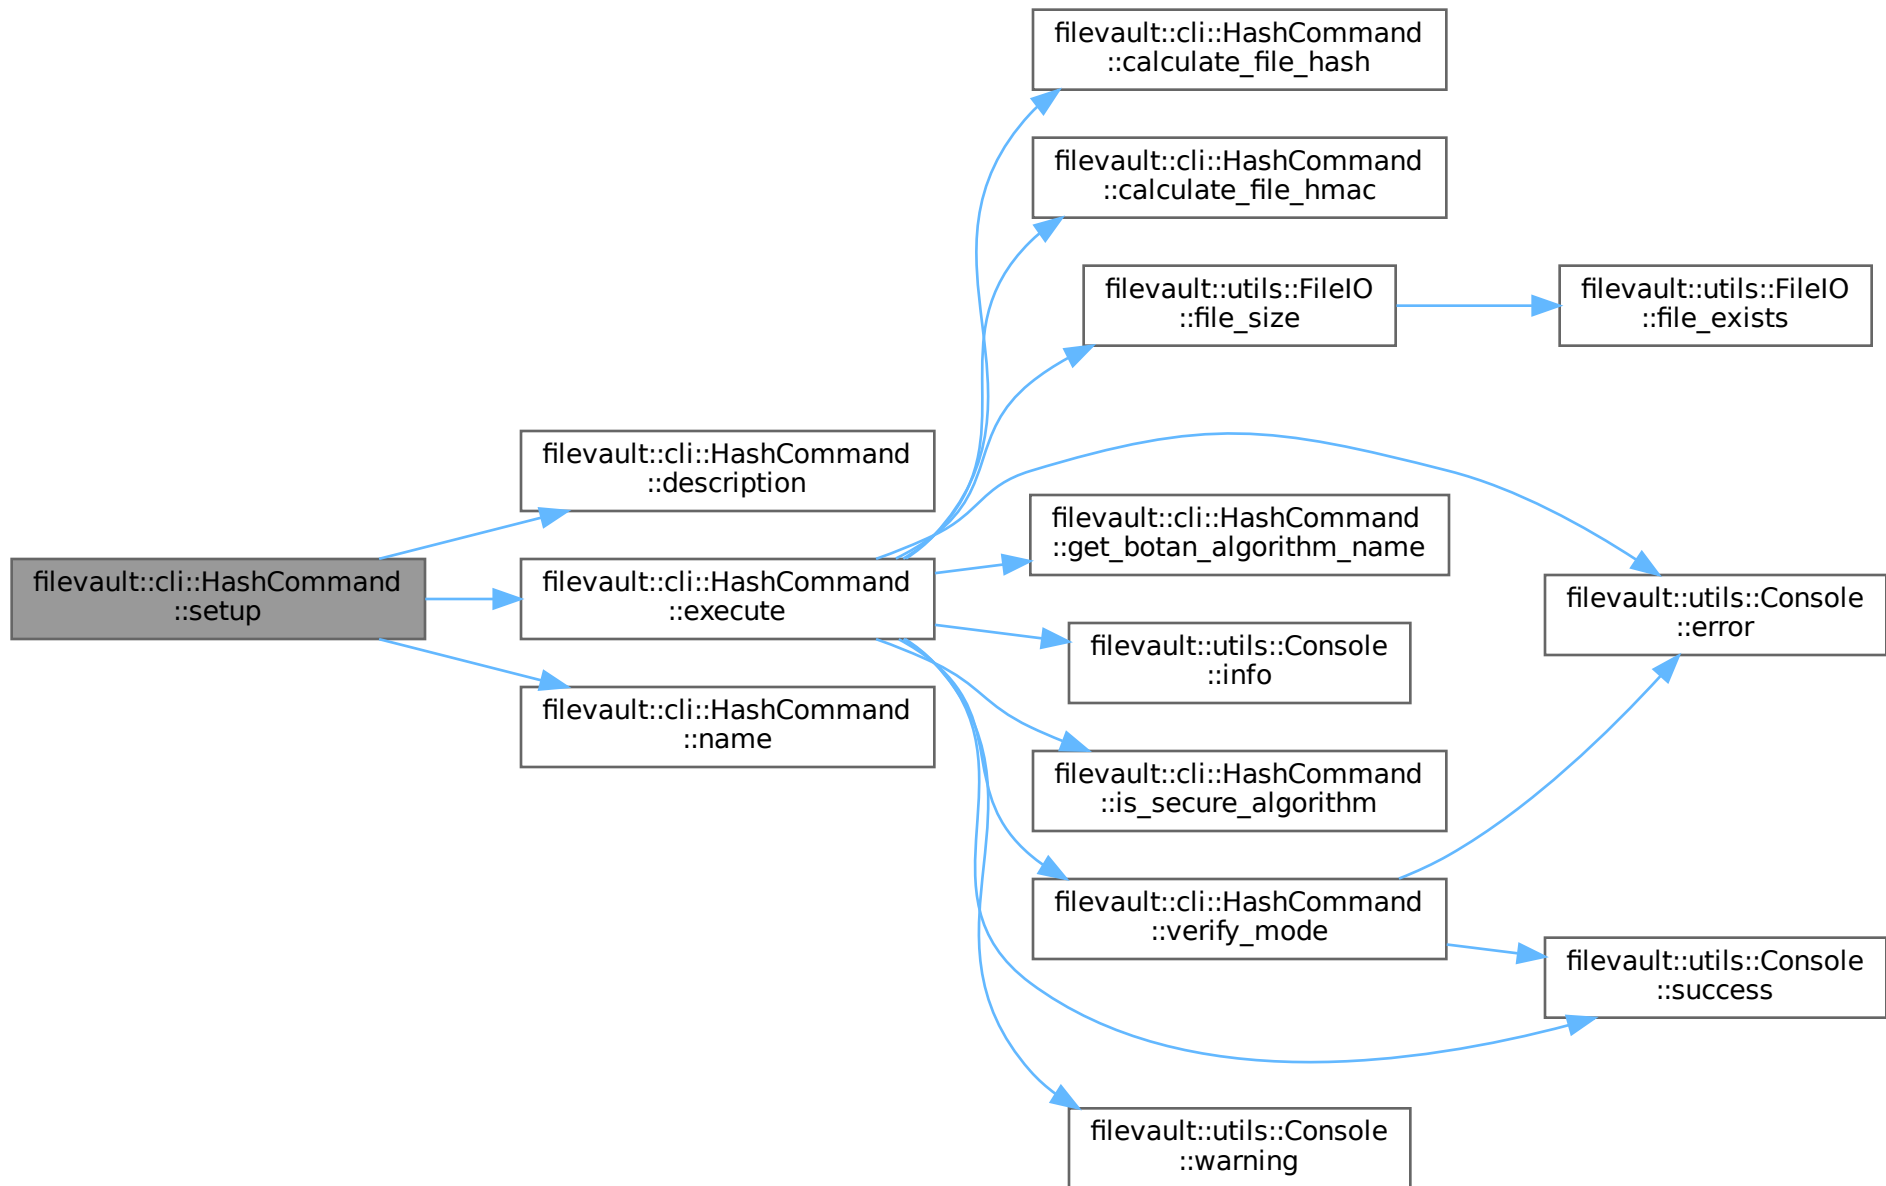 filevault::cli::HashCommand
::setup
filevault::cli::HashCommand
::description
filevault::cli::HashCommand
::execute
filevault::cli::HashCommand
::name
filevault::cli::HashCommand
::calculate_file_hash
filevault::cli::HashCommand
::calculate_file_hmac
filevault::utils::FileIO
::file_size
filevault::cli::HashCommand
::get_botan_algorithm_name
filevault::utils::Console
::info
filevault::cli::HashCommand
::is_secure_algorithm
filevault::cli::HashCommand
::verify_mode
filevault::utils::Console
::warning
filevault::utils::FileIO
::file_exists
filevault::utils::Console
::error
filevault::utils::Console
::success